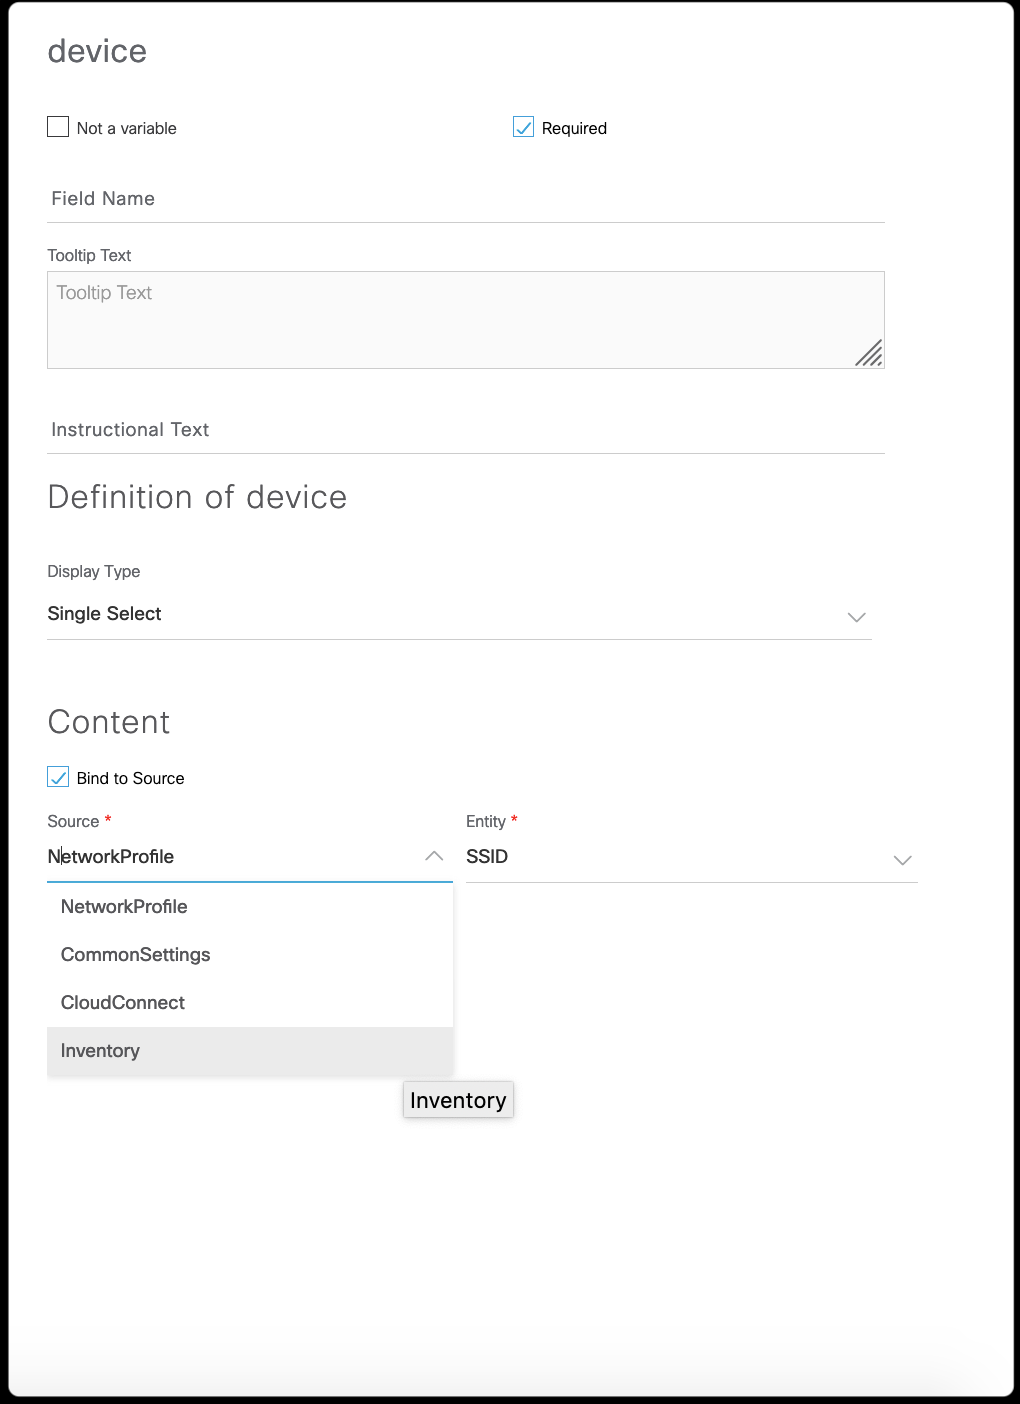 device
Not a variable
Required
Field Name
Tooltip Text
Tooltip Text
Instructional Text
Definition of device
Display Type
Single Select
Content
Bind to Source
Source *
Entity *
NetworkProfile
SSID
NetworkProfile
CommonSettings
CloudConnect
Inventory
Inventory